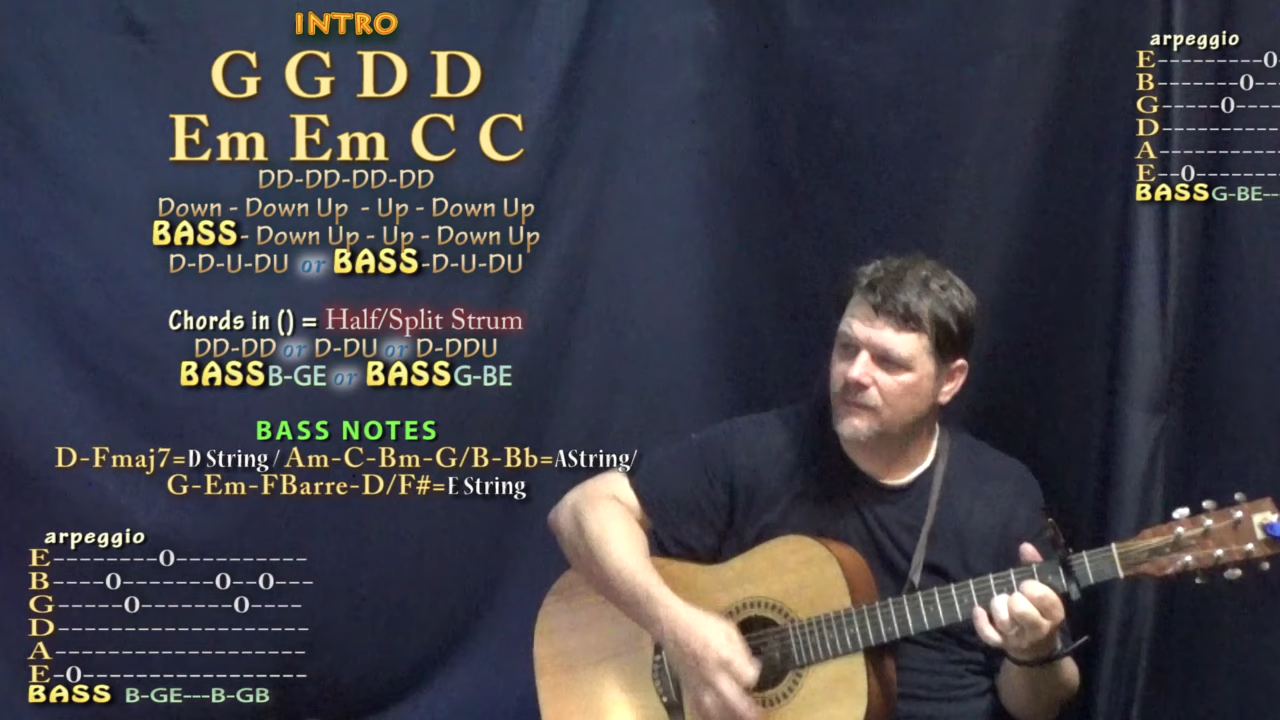 INTRO
G G D D
Em Em C C
DD-DD-DD-DD
Down - Down Up - Up - Down Up
BASS- Down Up - Up - Down Up
D-D-U-DU or BASS-D-U-DU
Chords in () = Half/Split Strum
DD-DD or D-DU or D-DDU
BASSB-GE or BASSG-BE
BASS NOTES
D-Fmaj7=D String / Am-C-Bm-G/B-Bb=AString/
G-Em-FBarre-D/F#=E String
arpeggio
E-------0---------
B----0-------0--0---
G-----0-------0----
D------------------
A------------------
E-0----------------
BASS B-GE---B-GB
arpeggio
E---------0-
B-------0---
G-----0-----
D-----------
A-----------
E--0--------
BASSG-BE--